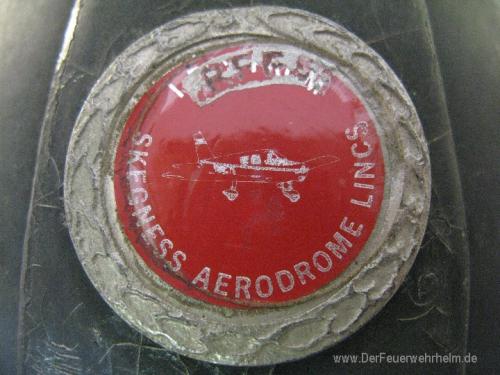 SKEGNESS AERODROME LINCS
www.DerFeuerwehrhelm.de